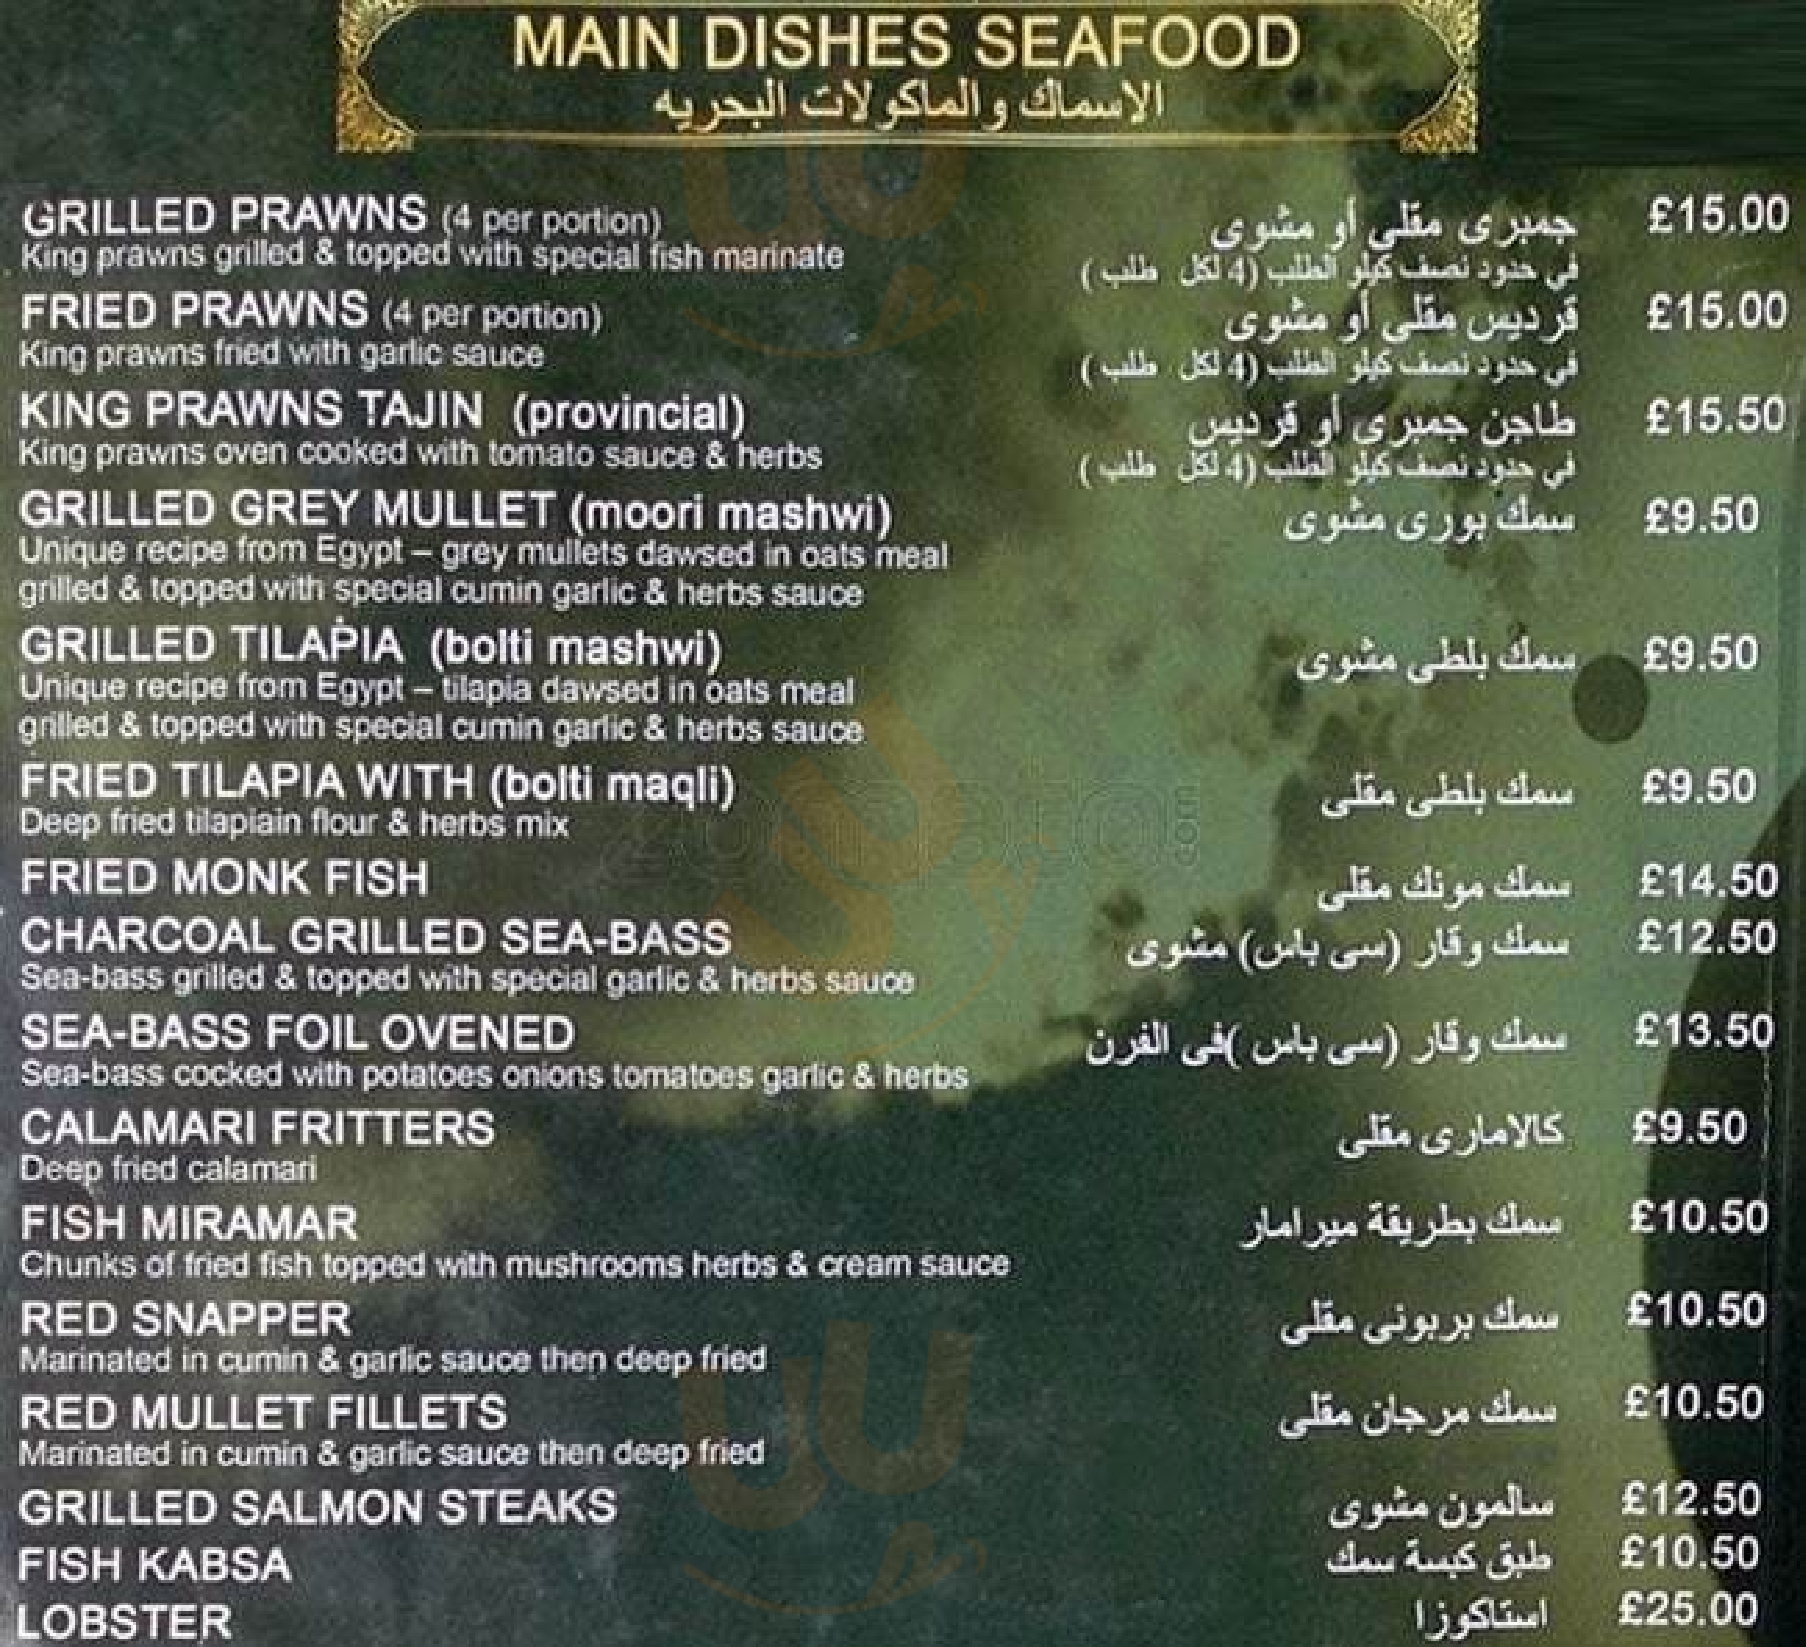 MAIN DISHES SEAFOOD
الاسماك والماكولات البحريه
GRILLED PRAWNS (4 per portion) جمبرى مقلي أو مشوى £15.00
King prawns grilled & topped with special fish marinate في حدود نصف كيلو الطلب (4 لكل طلب )
FRIED PRAWNS (4 per portion) قرديس مقلي أو مشوى £15.00
King prawns fried with garlic sauce في حدود نصف كيلو الطلب (4 لكل طلب )
KING PRAWNS TAJIN (provincial) طاجن جمبرى أو قرديس £15.50
King prawns oven cooked with tomato sauce & herbs في حدود نصف كيلو الطلب (4 لكل طلب )
GRILLED GREY MULLET (moori mashwi) سمك بورى مشوى £9.50
Unique recipe from Egypt – grey mullets dawsed in oats meal
grilled & topped with special cumin garlic & herbs sauce
GRILLED TILAPIA (bolti mashwi) سمك بلطى مشوى £9.50
Unique recipe from Egypt – tilapia dawsed in oats meal
grilled & topped with special cumin garlic & herbs sauce
FRIED TILAPIA WITH (bolti maqli) سمك بلطى مقلى £9.50
Deep fried tilapiain flour & herbs mix
zomato.com
FRIED MONK FISH سمك مونك مقلى £14.50
CHARCOAL GRILLED SEA-BASS سمك وقار (سى باس) مشوى £12.50
Sea-bass grilled & topped with special garlic & herbs sauce
SEA-BASS FOIL OVENED سمك وقار (سى باس )فى الفرن £13.50
Sea-bass cocked with potatoes onions tomatoes garlic & herbs
CALAMARI FRITTERS كالامارى مقلى £9.50
Deep fried calamari
FISH MIRAMAR سمك بطريقة ميرامار £10.50
Chunks of fried fish topped with mushrooms herbs & cream sauce
RED SNAPPER سمك بربونى مقلى £10.50
Marinated in cumin & garlic sauce then deep fried
RED MULLET FILLETS سمك مرجان مقلى £10.50
Marinated in cumin & garlic sauce then deep fried
GRILLED SALMON STEAKS سالمون مشوى £12.50
FISH KABSA طبق كبسة سمك £10.50
LOBSTER استاكوزا £25.00